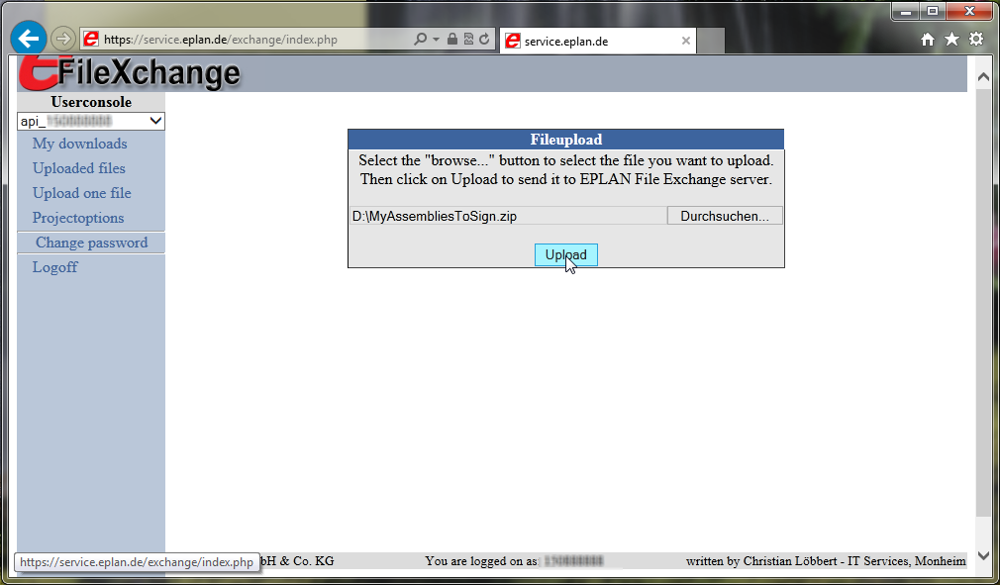 https://service.eplan.de/exchange/index.php
service.eplan.de
eFileXchange
Userconsole
api_
My downloads
Uploaded files
Upload one file
Projectoptions
Change password
Logoff
Fileupload
Select the "browse..." button to select the file you want to upload.
Then click on Upload to send it to EPLAN File Exchange server.
D:\MyAssembliesToSign.zip Durchsuchen...
Upload
https://service.eplan.de/exchange/index.php
bH & Co. KG You are logged on as: written by Christian Löbbert - IT Services, Monheim